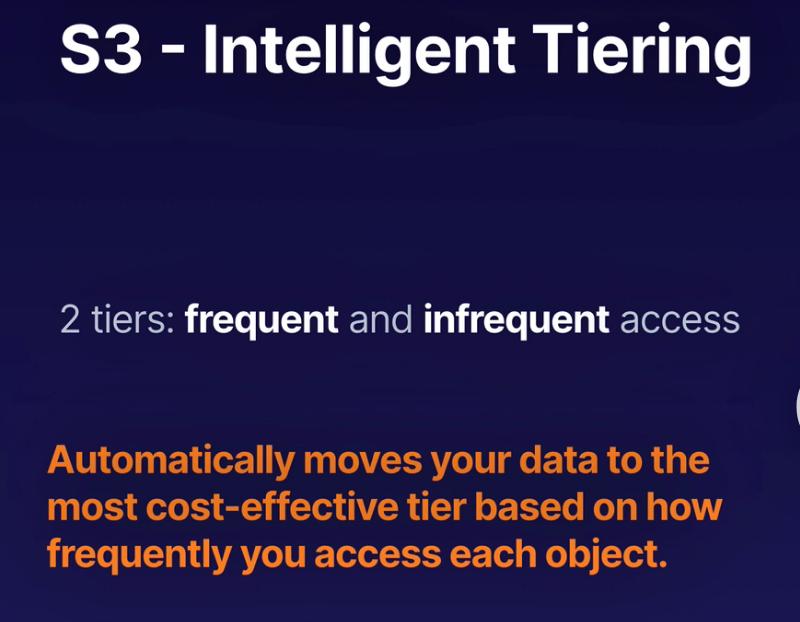 S3 - Intelligent Tiering
2 tiers: frequent and infrequent access
Automatically moves your data to the
most cost-effective tier based on how
frequently you access each object.